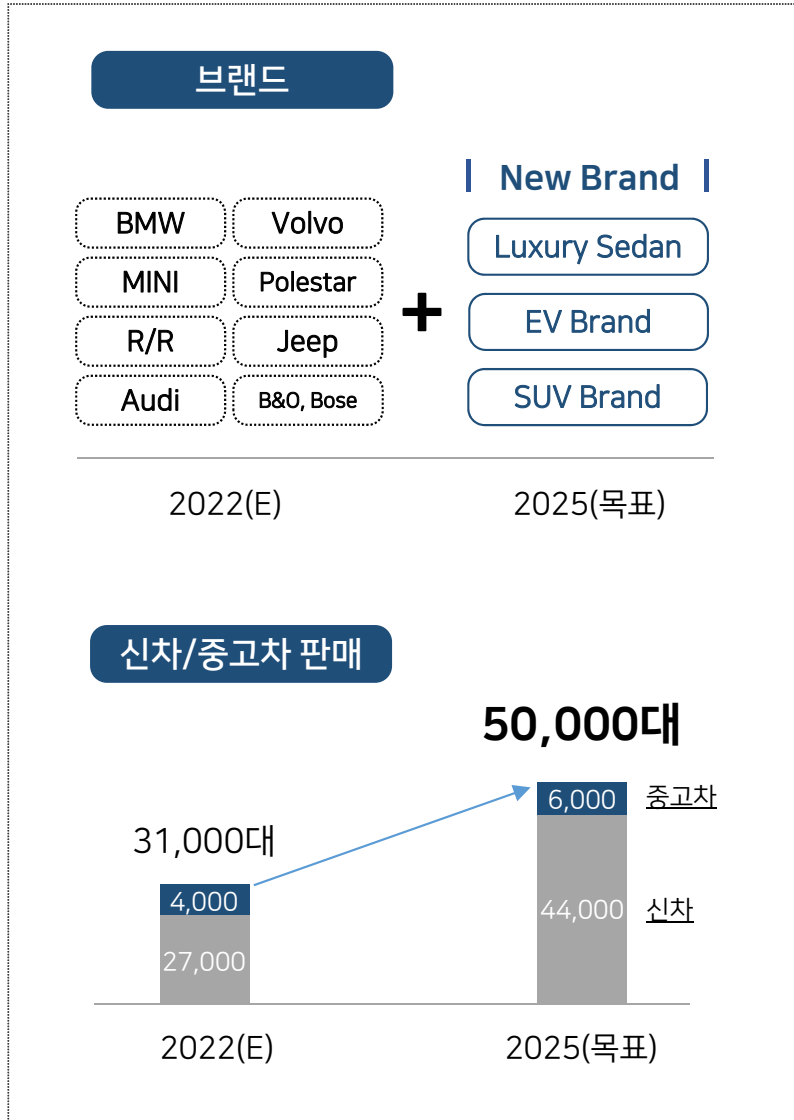 브랜드
New Brand
BMW
Volvo
Luxury Sedan
MINI
Polestar
+
EV Brand
R/R
Jeep
Audi
B&O, Bose
SUV Brand
2022(E)
2025(목표)
신차/중고차 판매
50,000대
6,000
중고차
31,000대
4,000
44,000
신차
27,000
2022(E)
2025(목표)